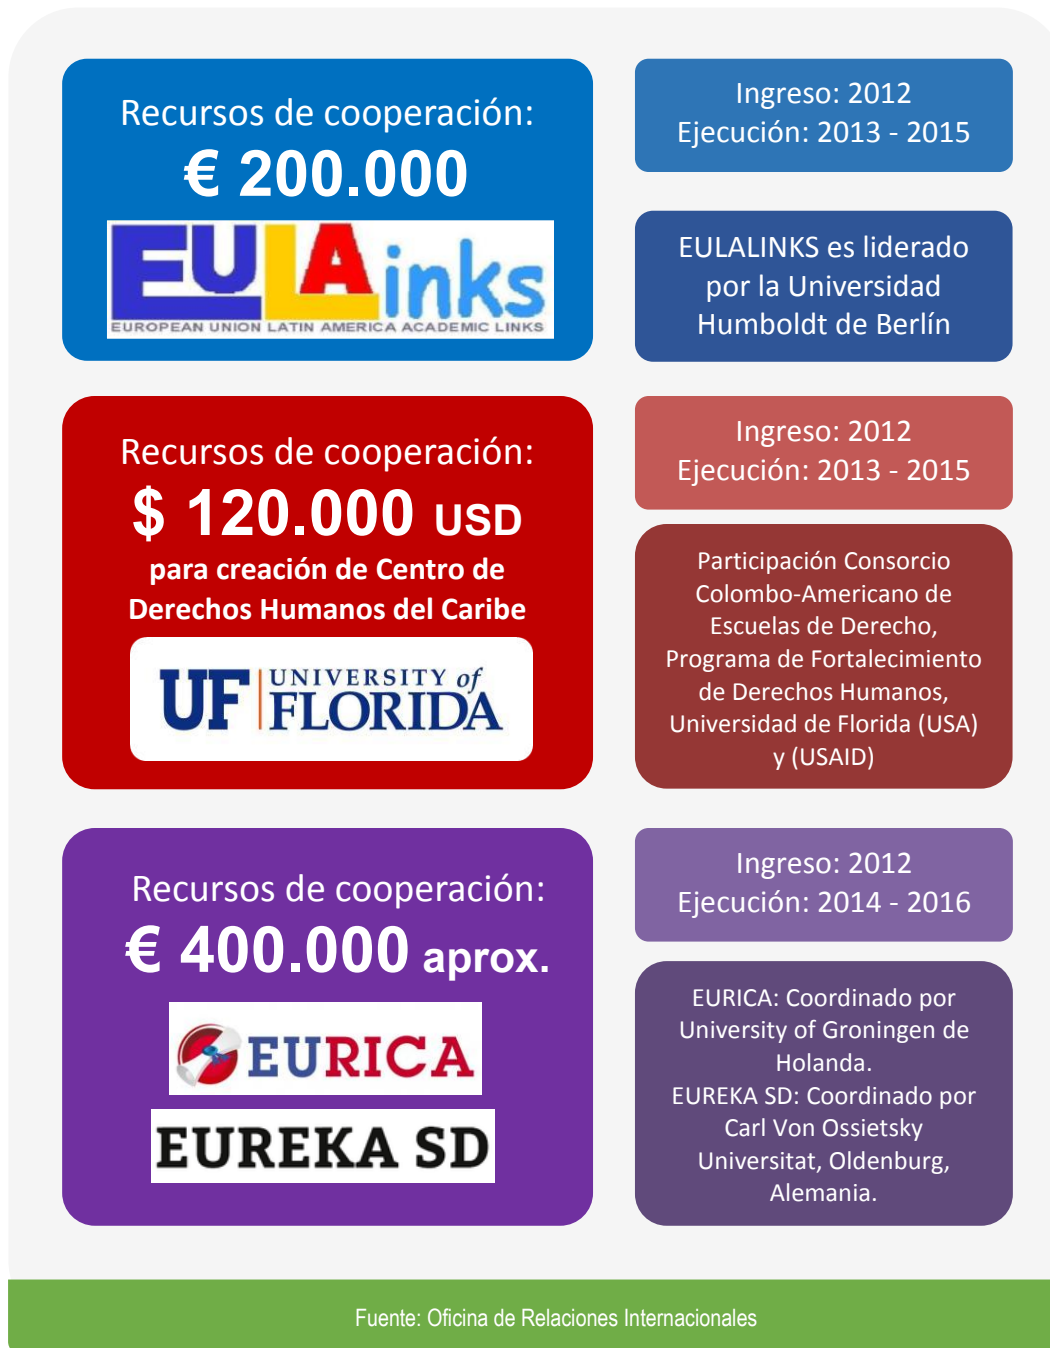 Recursos de cooperación:
€ 200.000
EULAinks
EUROPEAN UNION LATIN AMERICA ACADEMIC LINKS
Ingreso: 2012
Ejecución: 2013 - 2015
EULALINKS es liderado
por la Universidad
Humboldt de Berlín
Recursos de cooperación:
$ 120.000 USD
para creación de Centro de
Derechos Humanos del Caribe
UF UNIVERSITY of
FLORIDA
Ingreso: 2012
Ejecución: 2013 - 2015
Participación Consorcio
Colombo-Americano de
Escuelas de Derecho,
Programa de Fortalecimiento
de Derechos Humanos,
Universidad de Florida (USA)
y (USAID)
Recursos de cooperación:
€ 400.000 aprox.
EURICA
EUREKA SD
Ingreso: 2012
Ejecución: 2014 - 2016
EURICA: Coordinado por
University of Groningen de
Holanda.
EUREKA SD: Coordinado por
Carl Von Ossietsky
Universitat, Oldenburg,
Alemania.
Fuente: Oficina de Relaciones Internacionales